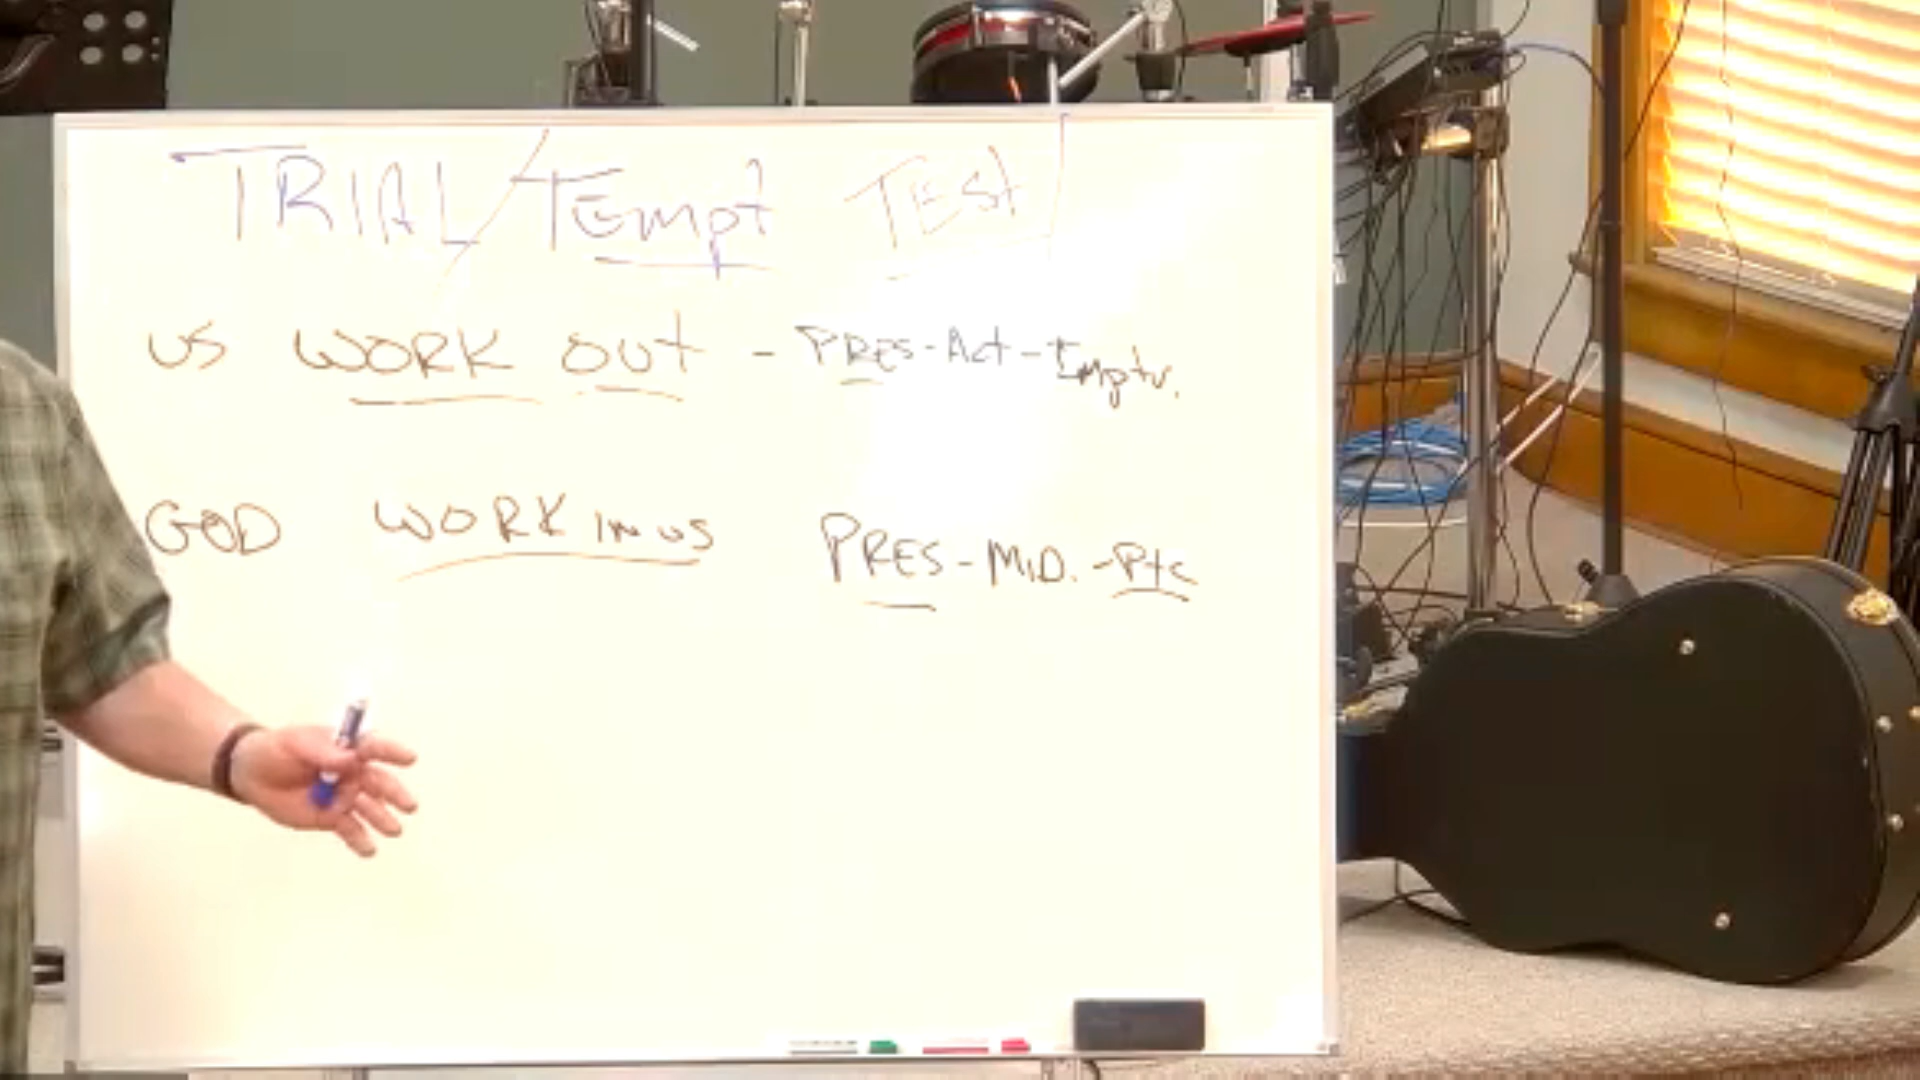 TRIAL/Tempt TESt
US WORK OUt - PRES-Act-Imptv.
GOD WORK IN US PRES-MID.-Ptc